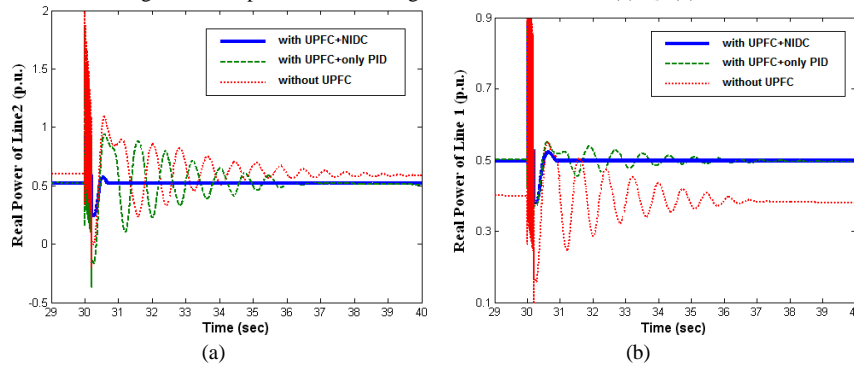 2
1.5
1
0.5
0
-0.5
Real Power of Line2 (p.u.)
with UPFC+NIDC
with UPFC+only PID
without UPFC
29 30 31 32 33 34 35 36 37 38 39 40
Time (sec)
(a)
0.9
0.7
0.5
0.3
0.1
Real Power of Line 1 (p.u.)
with UPFC+NIDC
with UPFC+only PID
without UPFC
29 30 31 32 33 34 35 36 37 38 39 40
Time (sec)
(b)